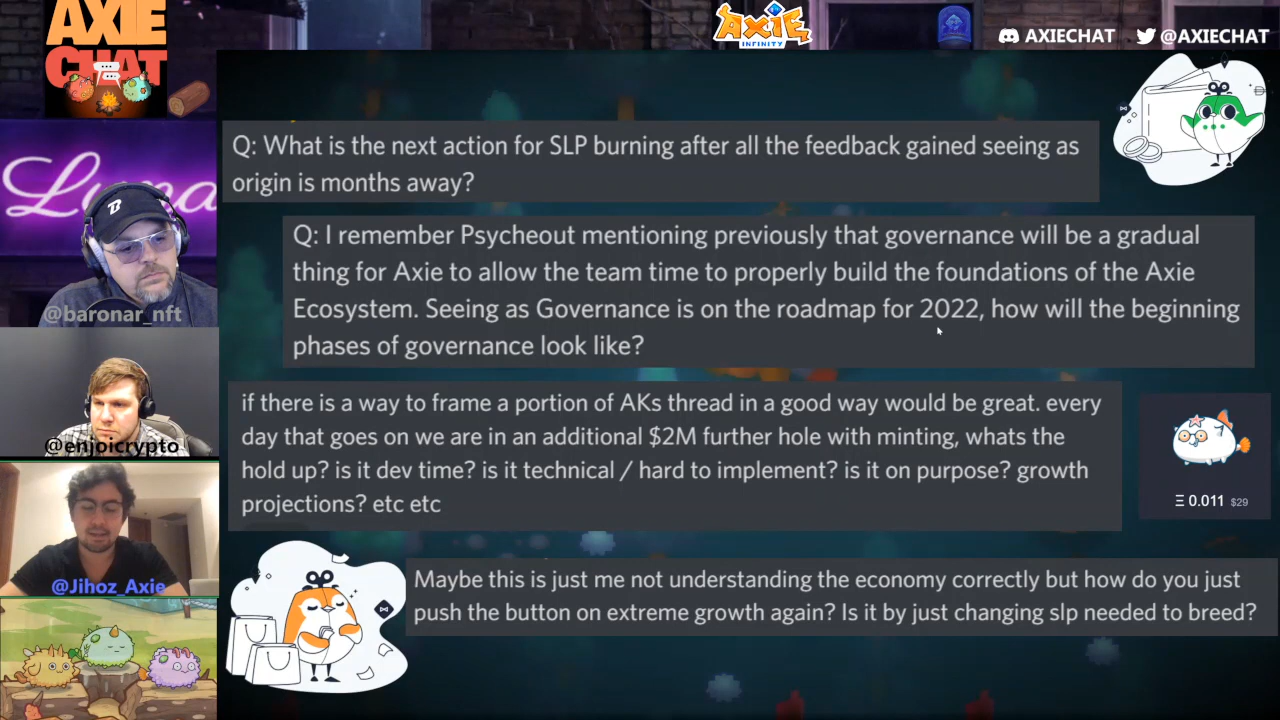 AXIE
CHAT
AXIE
INFINITY
AXIECHAT
@AXIECHAT
@baronar_nft
@enjoicrypto
@Jihoz_Axie
Q: What is the next action for SLP burning after all the feedback gained seeing as
origin is months away?
Q: I remember Psycheout mentioning previously that governance will be a gradual
thing for Axie to allow the team time to properly build the foundations of the Axie
Ecosystem. Seeing as Governance is on the roadmap for 2022, how will the beginning
phases of governance look like?
if there is a way to frame a portion of AKs thread in a good way would be great. every
day that goes on we are in an additional $2M further hole with minting, whats the
hold up? is it dev time? is it technical / hard to implement? is it on purpose? growth
projections? etc etc
Ξ 0.011 $29
Maybe this is just me not understanding the economy correctly but how do you just
push the button on extreme growth again? Is it by just changing slp needed to breed?